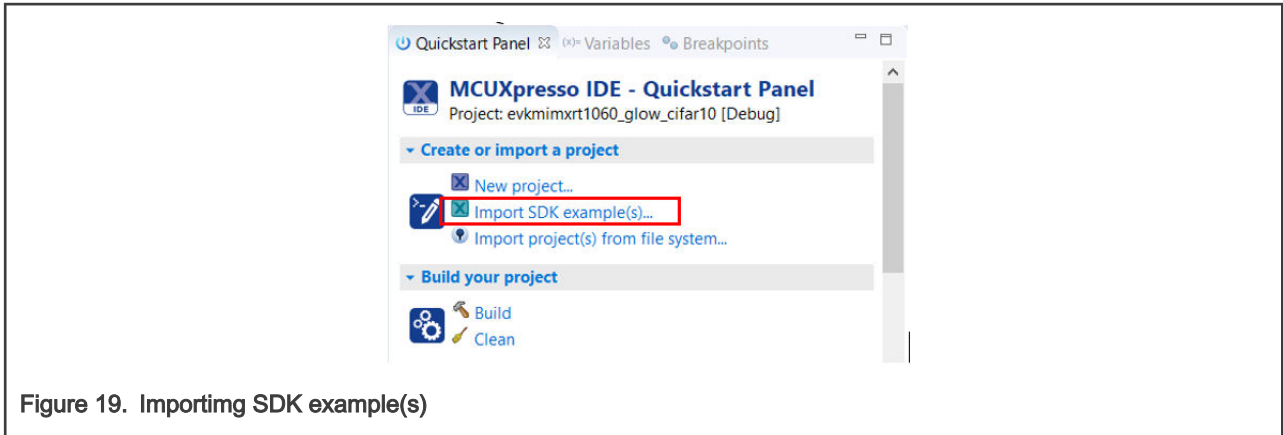 Quickstart Panel (x)= Variables Breakpoints
IDE
MCUXpresso IDE - Quickstart Panel
Project: evkmimxrt1060_glow_cifar10 [Debug]
Create or import a project
New project...
Import SDK example(s)...
Import project(s) from file system...
Build your project
Build
Clean
Figure 19. Importimg SDK example(s)